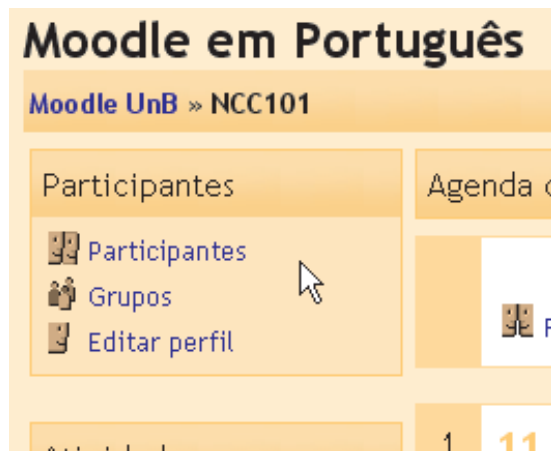 Moodle em Português
Moodle UnB » NCC101
Participantes
Participantes
Grupos
Editar perfil
Agenda
1
11